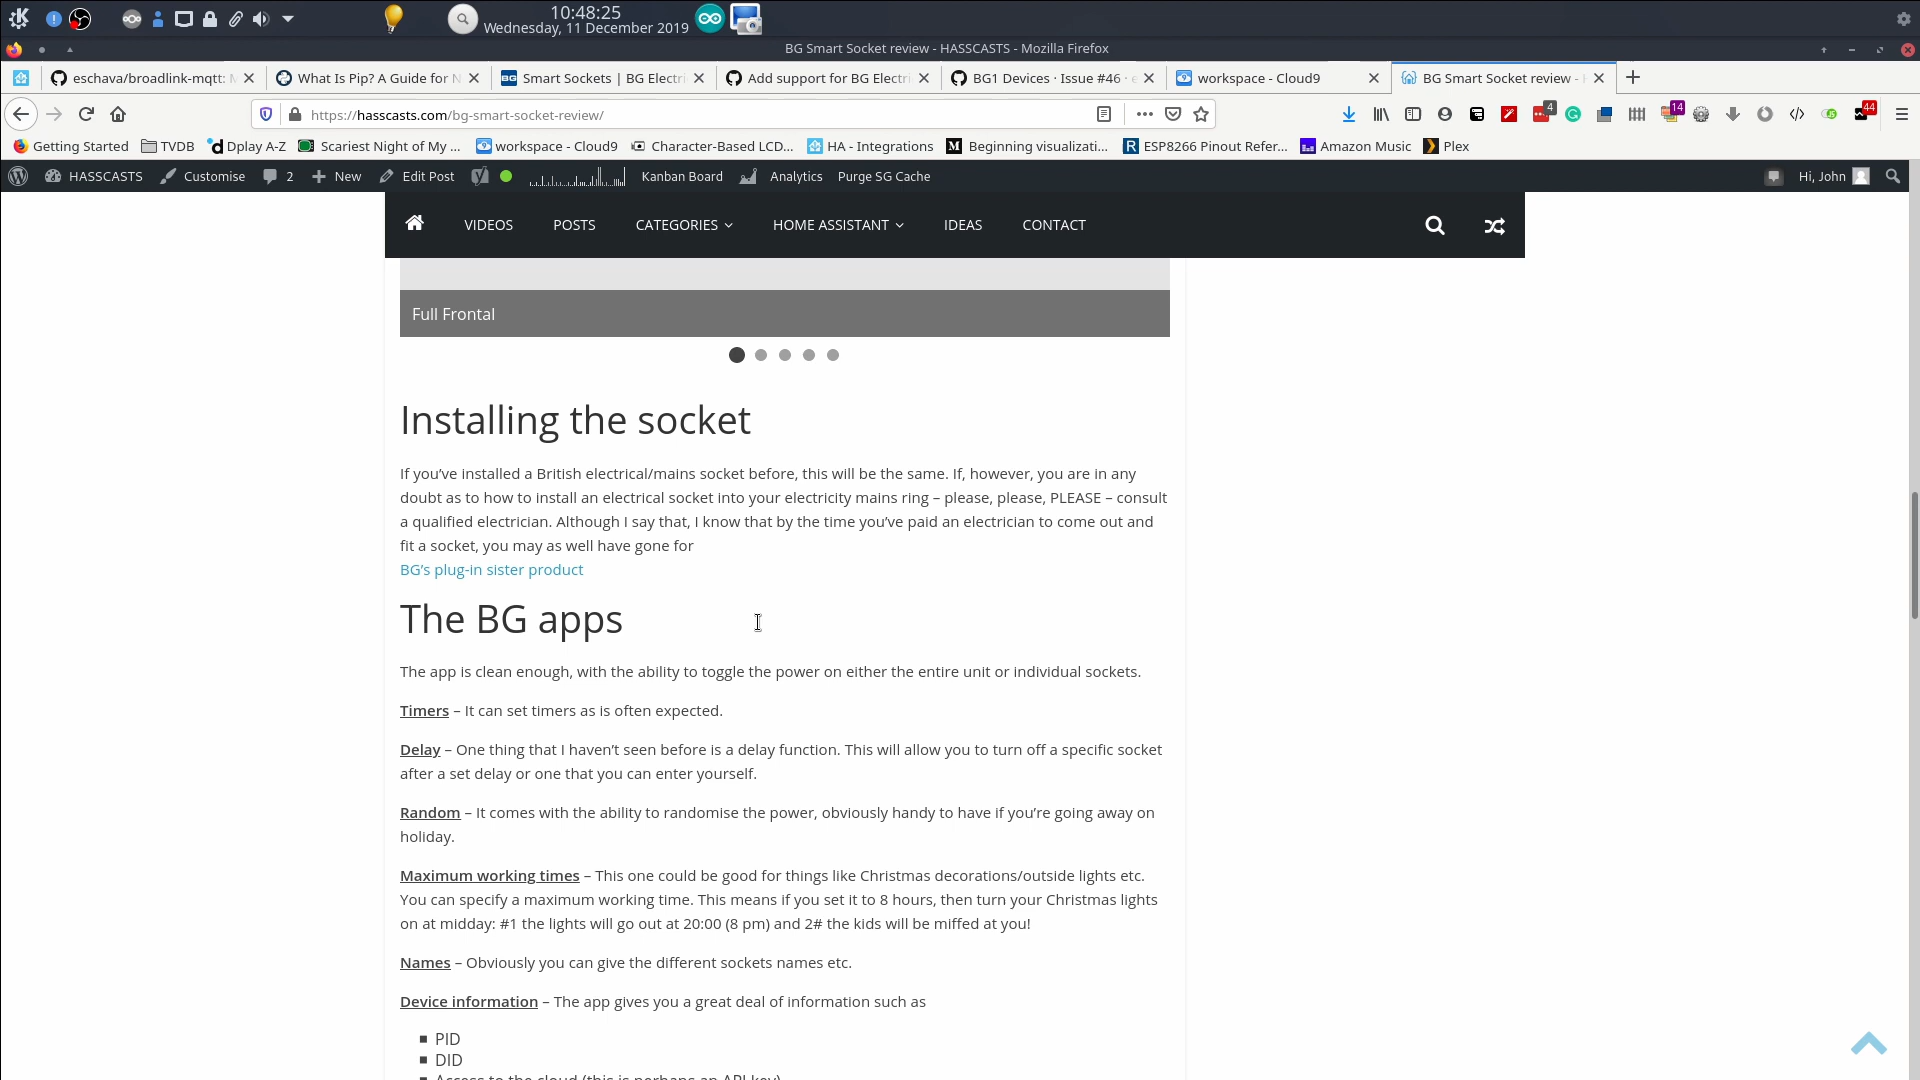 10:48:25
Wednesday, 11 December 2019
BG Smart Socket review - HASSCASTS - Mozilla Firefox
eschava/broadlink-mqtt: M
What Is Pip? A Guide for N
Smart Sockets | BG Electri
Add support for BG Electri
BG1 Devices · Issue #46 · e
workspace - Cloud9
BG Smart Socket review - H
https://hasscasts.com/bg-smart-socket-review/
4
14
44
Getting Started
TVDB
Dplay A-Z
Scariest Night of My ...
workspace - Cloud9
Character-Based LCD...
HA - Integrations
Beginning visualizati...
ESP8266 Pinout Refer...
Amazon Music
Plex
HASSCASTS
Customise
2
New
Edit Post
Kanban Board
Analytics
Purge SG Cache
Hi, John
VIDEOS
POSTS
CATEGORIES
HOME ASSISTANT
IDEAS
CONTACT
Full Frontal
Installing the socket
If you’ve installed a British electrical/mains socket before, this will be the same. If, however, you are in any
doubt as to how to install an electrical socket into your electricity mains ring – please, please, PLEASE – consult
a qualified electrician. Although I say that, I know that by the time you’ve paid an electrician to come out and
fit a socket, you may as well have gone for
BG’s plug-in sister product
The BG apps
The app is clean enough, with the ability to toggle the power on either the entire unit or individual sockets.
Timers – It can set timers as is often expected.
Delay – One thing that I haven’t seen before is a delay function. This will allow you to turn off a specific socket
after a set delay or one that you can enter yourself.
Random – It comes with the ability to randomise the power, obviously handy to have if you’re going away on
holiday.
Maximum working times – This one could be good for things like Christmas decorations/outside lights etc.
You can specify a maximum working time. This means if you set it to 8 hours, then turn your Christmas lights
on at midday: #1 the lights will go out at 20:00 (8 pm) and 2# the kids will be miffed at you!
Names – Obviously you can give the different sockets names etc.
Device information – The app gives you a great deal of information such as
PID
DID
Access to the cloud (this is perhaps an API key)